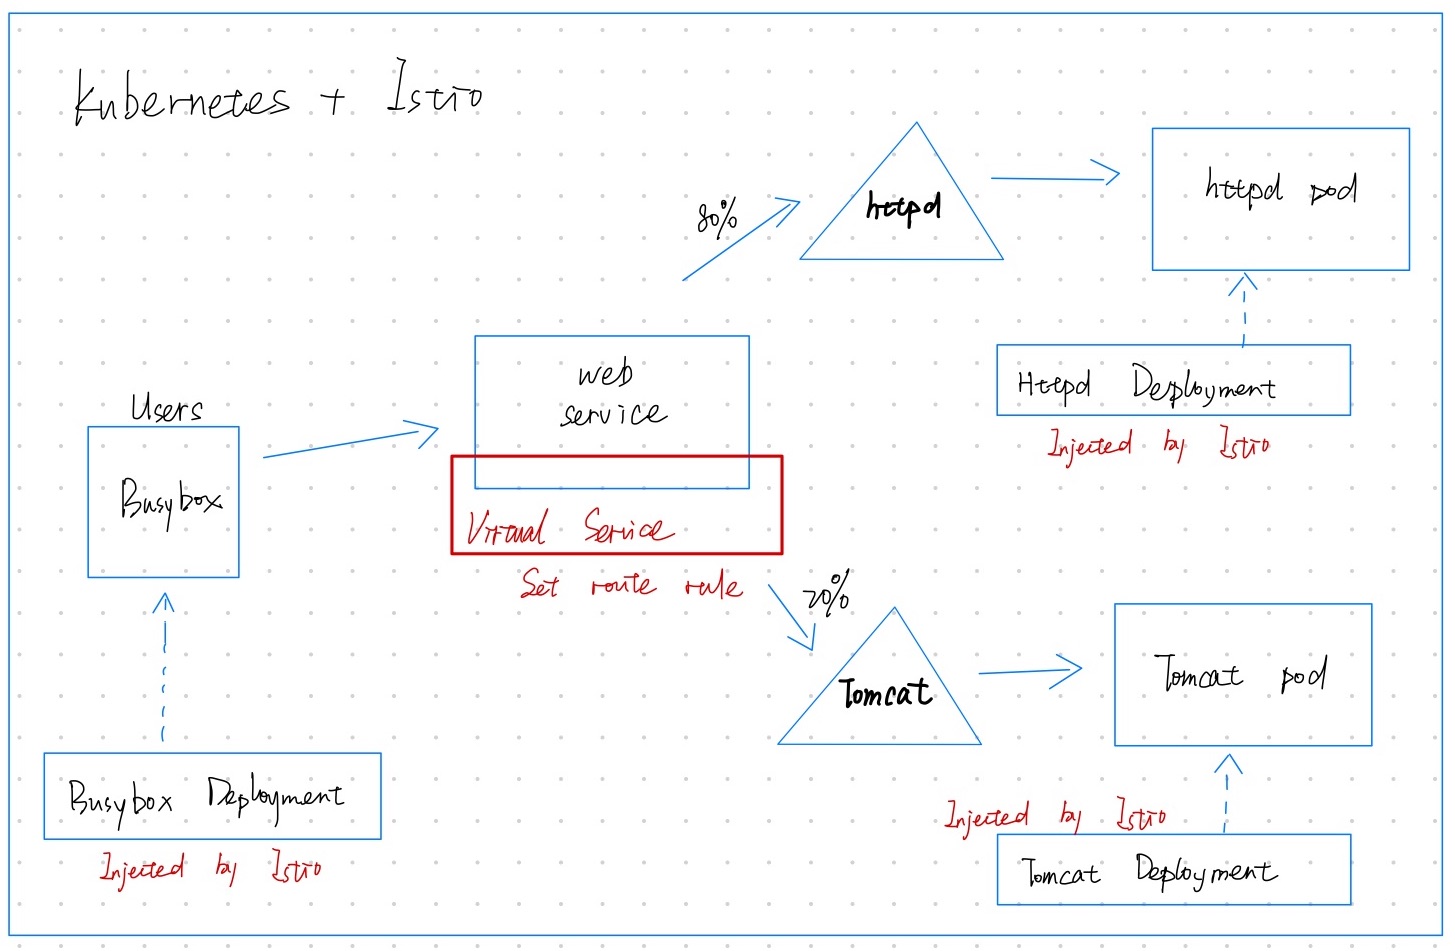 Kubernetes + Istio
80%
httpd
httpd pod
web
service
Httpd Deployment
Injected by Istio
Users
Busybox
Virtual Service
Set route rule
20%
Tomcat
Tomcat pod
Busybox Deployment
Injected by Istio
Injected by Istio
Tomcat Deployment